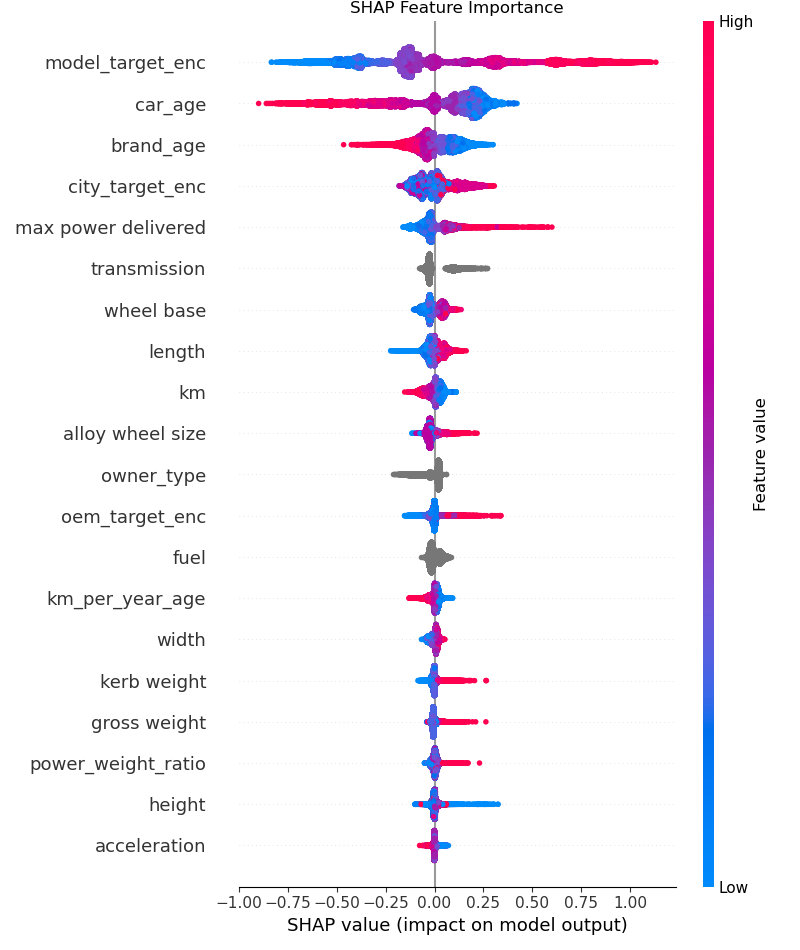 SHAP Feature Importance
High
model_target_enc
car_age
brand_age
city_target_enc
max power delivered
transmission
wheel base
length
km
alloy wheel size
owner_type
oem_target_enc
fuel
km_per_year_age
width
kerb weight
gross weight
power_weight_ratio
height
acceleration
Feature value
Low
−1.00 −0.75 −0.50 −0.25 0.00 0.25 0.50 0.75 1.00
SHAP value (impact on model output)